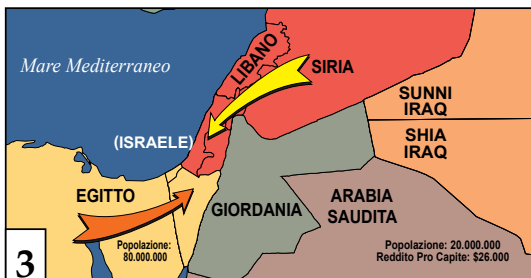 Mare Mediterraneo
LIBANO
SIRIA
SUNNI
IRAQ
(ISRAELE)
SHIA
IRAQ
EGITTO
GIORDANIA
ARABIA
SAUDITA
Popolazione:
80.000.000
Popolazione: 20.000.000
Reddito Pro Capite: $26.000
3